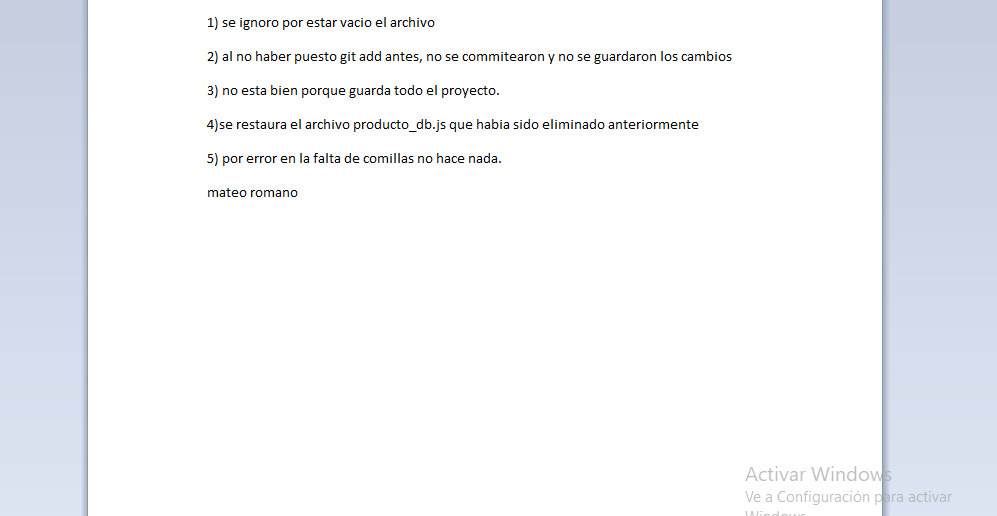 1) se ignoro por estar vacio el archivo
2) al no haber puesto git add antes, no se commitearon y no se guardaron los cambios
3) no esta bien porque guarda todo el proyecto.
4)se restaura el archivo producto_db.js que habia sido eliminado anteriormente
5) por error en la falta de comillas no hace nada.
mateo romano
Activar Windows
Ve a Configuración para activar
Windows.